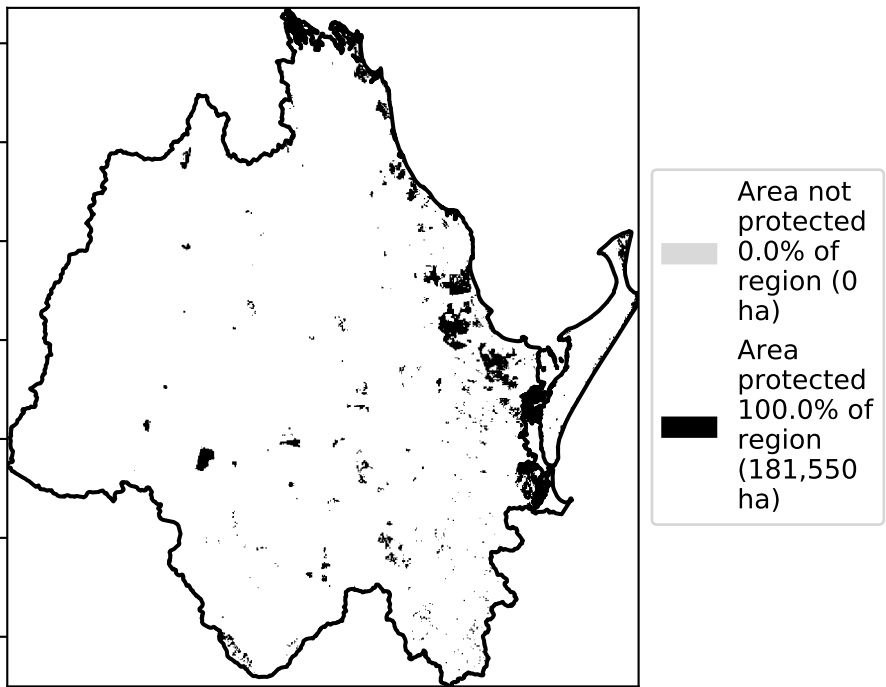 Area not
protected
0.0% of
region (0
ha)
Area
protected
100.0% of
region
(181,550
ha)